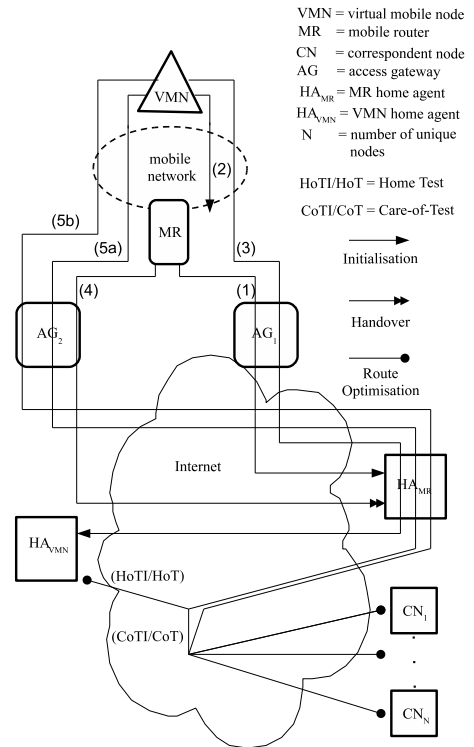 VMN = virtual mobile node
MR = mobile router
CN = correspondent node
AG = access gateway
HA_MR = MR home agent
HA_VMN = VMN home agent
N = number of unique
nodes
HoTI/HoT = Home Test
CoTI/CoT = Care-of-Test
Initialisation
Handover
Route
Optimisation
VMN
mobile
network
(2)
MR
(5b)
(5a)
(3)
(4)
(1)
AG_2
AG_1
Internet
HA_MR
HA_VMN
(HoTI/HoT)
(CoTI/CoT)
CN_1
. . .
CN_N